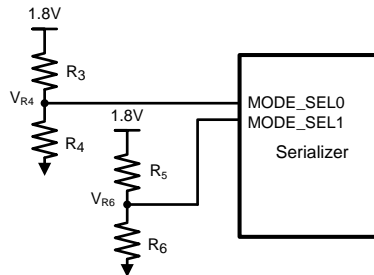 1.8V
R3
VR4
R4
1.8V
R5
VR6
R6
MODE_SEL0
MODE_SEL1
Serializer